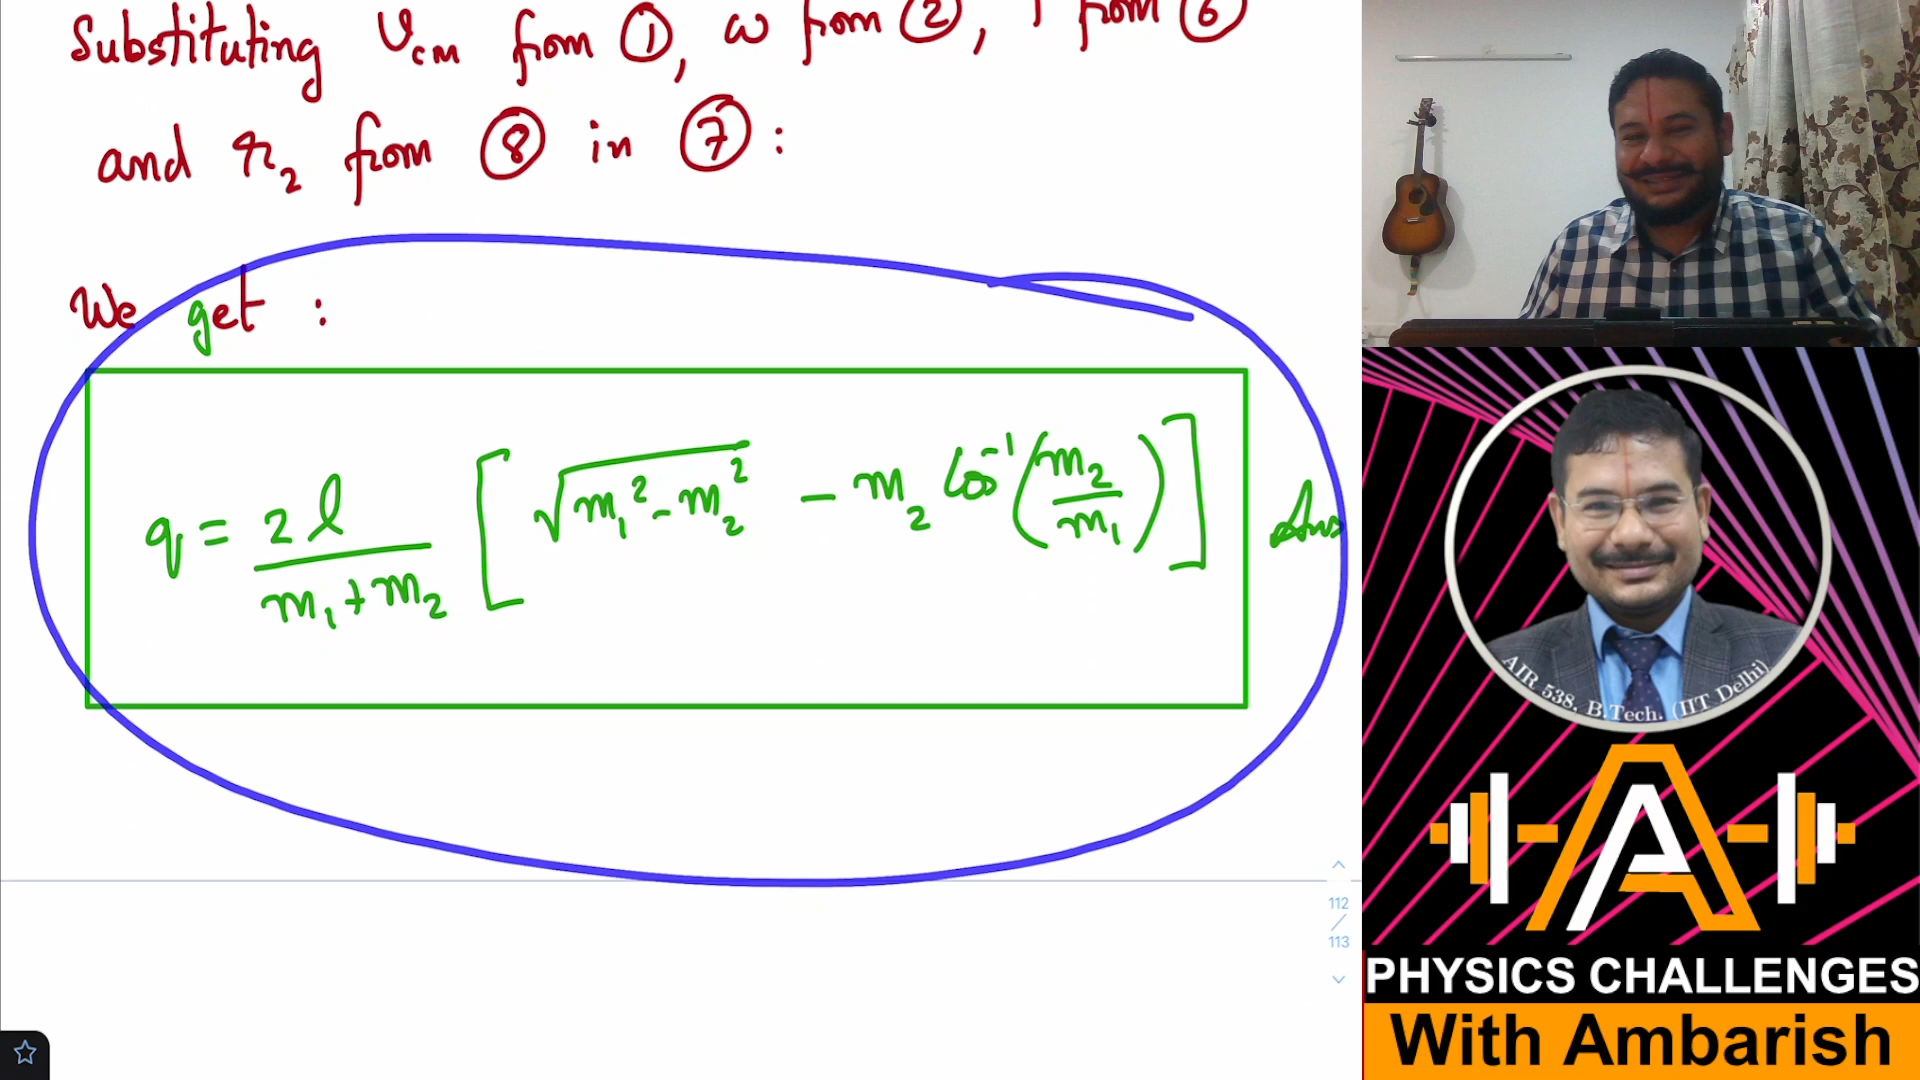 Substituting V_cm from ①, ω from ②, from ⑥
and r₂ from ⑧ in ⑦ :
We get :
q = 2l / (m₁ + m₂) [ √(m₁² - m₂²) - m₂ Cos⁻¹ (m₂ / m₁) ] Ans
112
/
113
AIR 538, B.Tech. (IIT Delhi)
A
PHYSICS CHALLENGES
With Ambarish